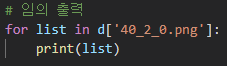 # 임의 출력
for list in d['40_2_0.png']:
    print(list)